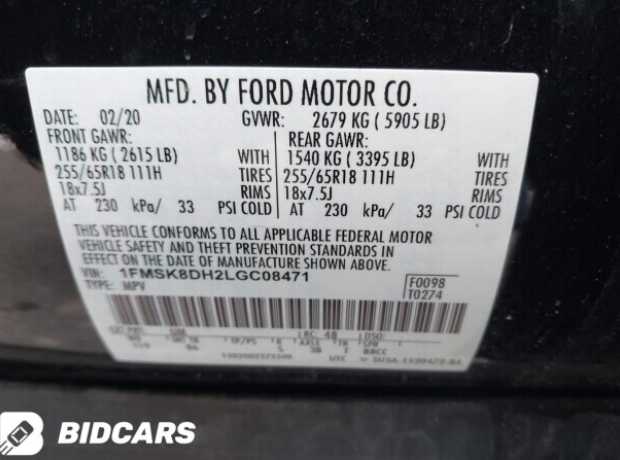 MFD. BY FORD MOTOR CO.
DATE: 02/20 GVWR: 2679 KG ( 5905 LB)
FRONT GAWR: REAR GAWR:
1186 KG ( 2615 LB) WITH 1540 KG ( 3395 LB) WITH
255/65R18 111H TIRES 255/65R18 111H TIRES
18x7.5J RIMS 18x7.5J RIMS
AT 230 kPa/ 33 PSI COLD AT 230 kPa/ 33 PSI COLD
THIS VEHICLE CONFORMS TO ALL APPLICABLE FEDERAL MOTOR
VEHICLE SAFETY AND THEFT PREVENTION STANDARDS IN EFFECT
ON THE DATE OF MANUFACTURE SHOWN ABOVE.
VIN: 1FMSK8DH2LGC08471 F0098
TYPE: MPV T0274
RC: 48 DSO:
UTC
BIDCARS